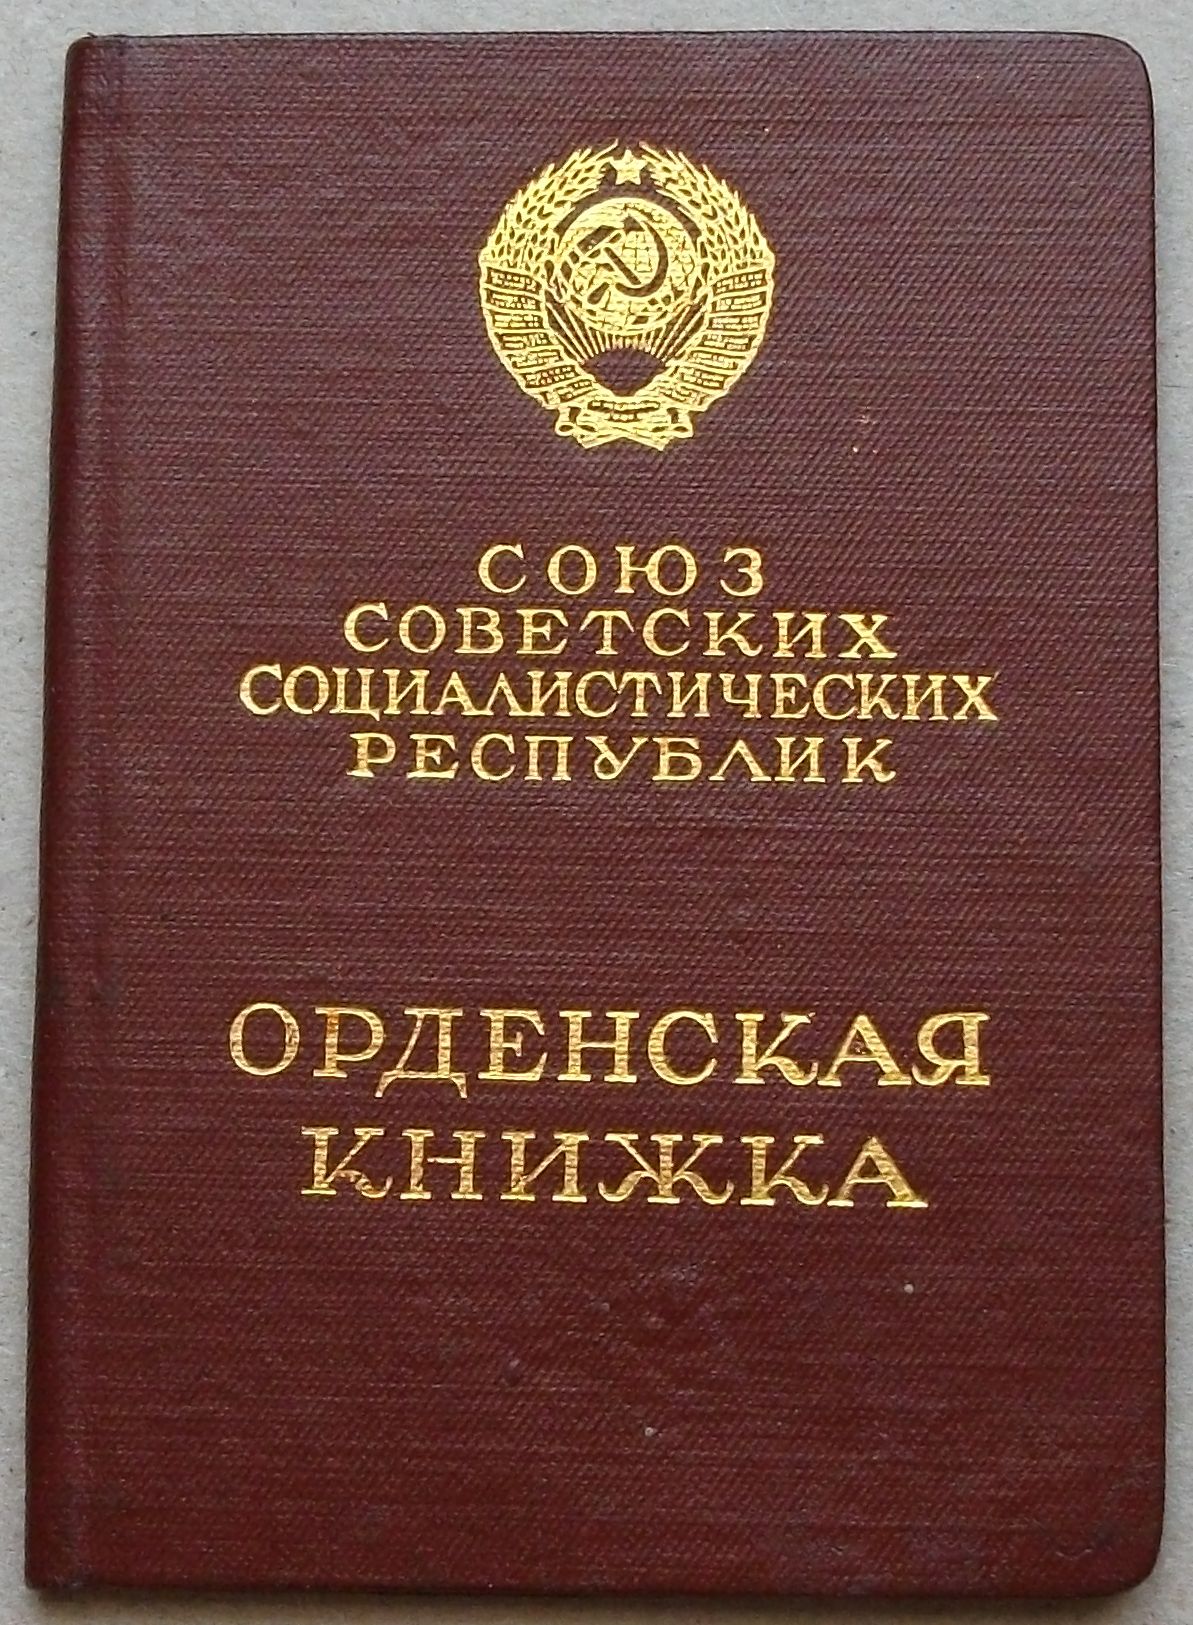 СОЮЗ
СОВЕТСКИХ
СОЦИАЛИСТИЧЕСКИХ
РЕСПУБЛИК
ОРДЕНСКАЯ
КНИЖКА